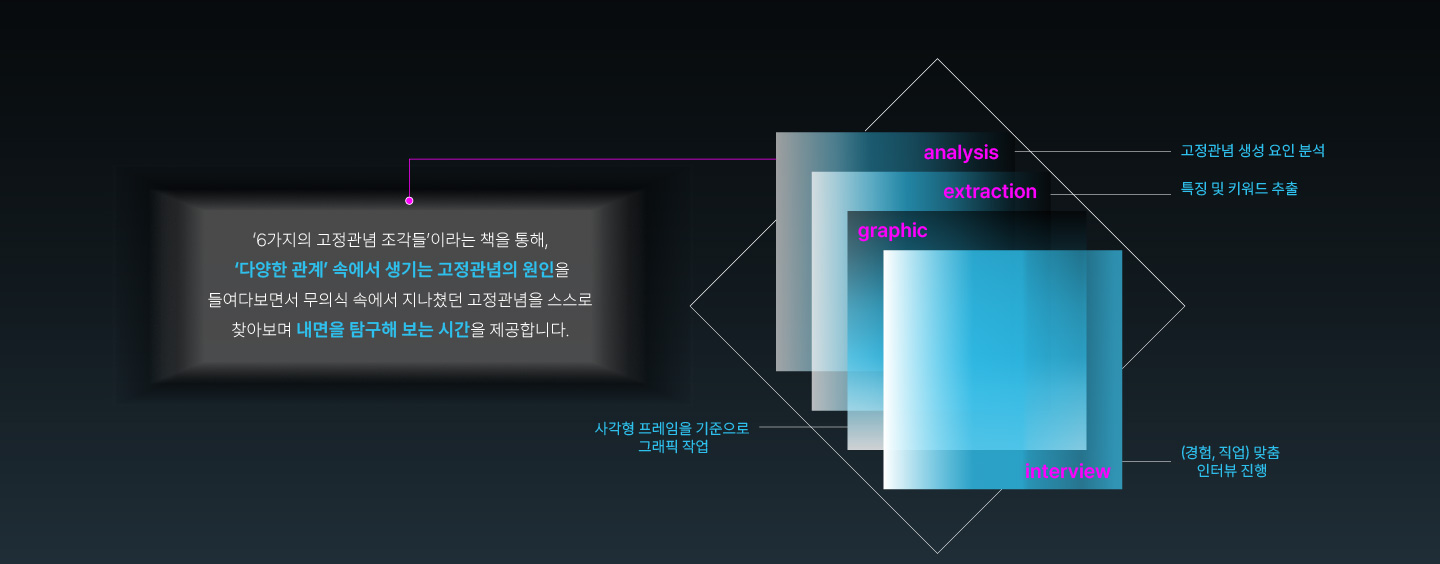 ‘6가지의 고정관념 조각들’이라는 책을 통해,
‘다양한 관계’ 속에서 생기는 고정관념의 원인을
들여다보면서 무의식 속에서 지나쳤던 고정관념을 스스로
찾아보며 내면을 탐구해 보는 시간을 제공합니다.
analysis
고정관념 생성 요인 분석
extraction
특징 및 키워드 추출
graphic
사각형 프레임을 기준으로
그래픽 작업
interview
(경험, 직업) 맞춤
인터뷰 진행